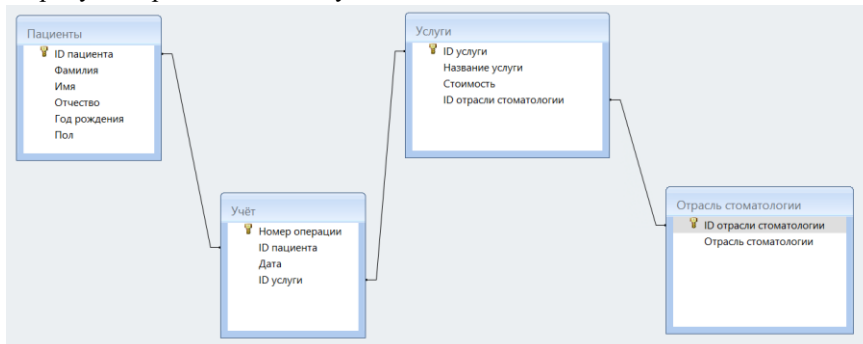 Пациенты
ID пациента
Фамилия
Имя
Отчество
Год рождения
Пол
Услуги
ID услуги
Название услуги
Стоимость
ID отрасли стоматологии
Учёт
Номер операции
ID пациента
Дата
ID услуги
Отрасль стоматологии
ID отрасли стоматологии
Отрасль стоматологии